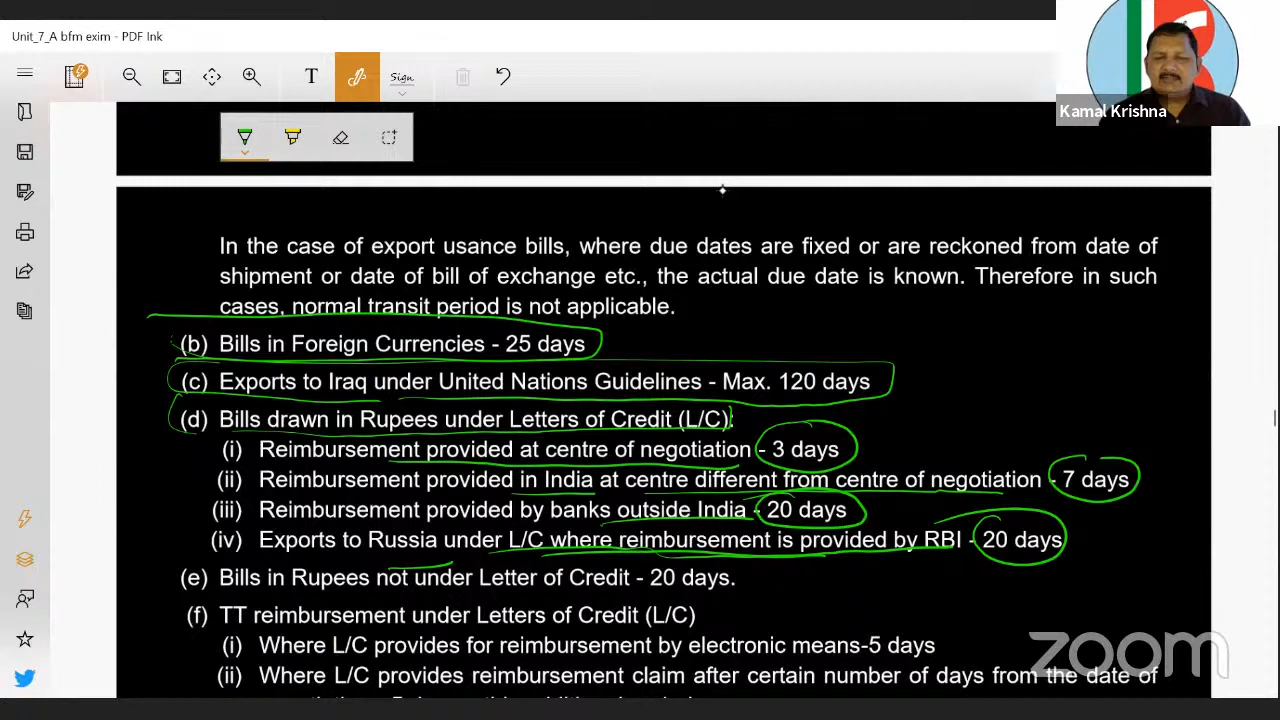 Unit_7_A bfm exim - PDF Ink
T
Sign
Kamal Krishna
In the case of export usance bills, where due dates are fixed or are reckoned from date of
shipment or date of bill of exchange etc., the actual due date is known. Therefore in such
cases, normal transit period is not applicable.
(b) Bills in Foreign Currencies - 25 days
(c) Exports to Iraq under United Nations Guidelines - Max. 120 days
(d) Bills drawn in Rupees under Letters of Credit (L/C):
(i) Reimbursement provided at centre of negotiation - 3 days
(ii) Reimbursement provided in India at centre different from centre of negotiation - 7 days
(iii) Reimbursement provided by banks outside India - 20 days
(iv) Exports to Russia under L/C where reimbursement is provided by RBI - 20 days
(e) Bills in Rupees not under Letter of Credit - 20 days.
(f) TT reimbursement under Letters of Credit (L/C)
(i) Where L/C provides for reimbursement by electronic means-5 days
(ii) Where L/C provides reimbursement claim after certain number of days from the date of
zoom